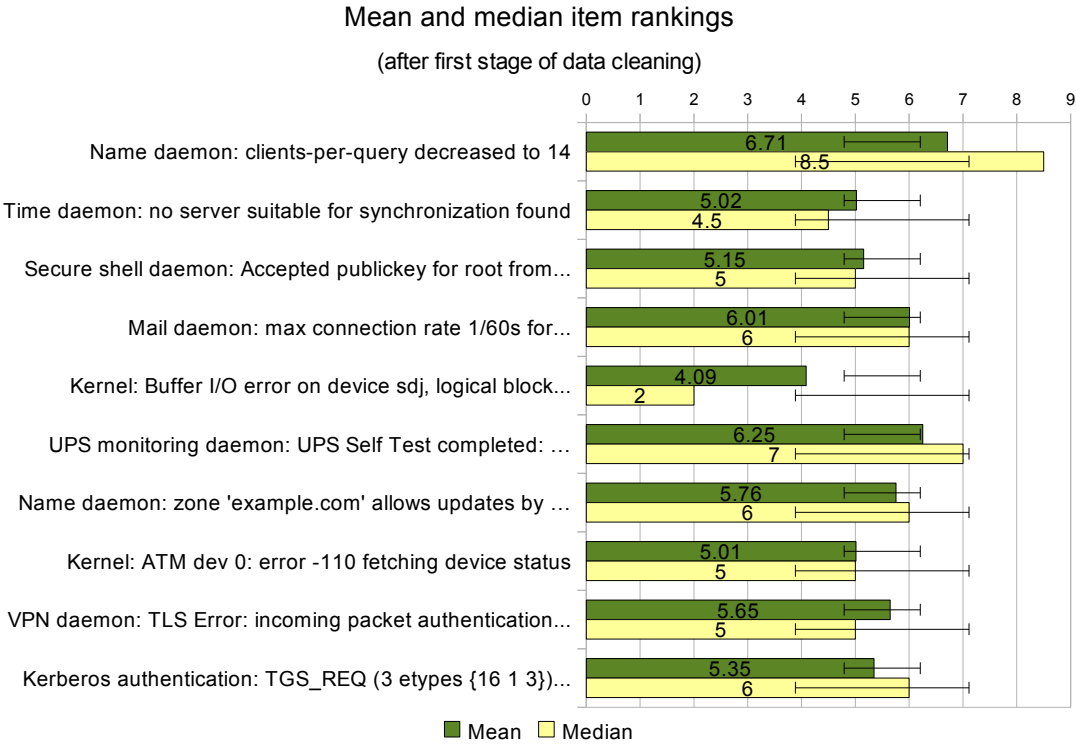 Mean and median item rankings
(after first stage of data cleaning)
0 1 2 3 4 5 6 7 8 9
Name daemon: clients-per-query decreased to 14
6.71
8.5
Time daemon: no server suitable for synchronization found
5.02
4.5
Secure shell daemon: Accepted publickey for root from...
5.15
5
Mail daemon: max connection rate 1/60s for...
6.01
6
Kernel: Buffer I/O error on device sdj, logical block...
4.09
2
UPS monitoring daemon: UPS Self Test completed: ...
6.25
7
Name daemon: zone 'example.com' allows updates by ...
5.76
6
Kernel: ATM dev 0: error -110 fetching device status
5.01
5
VPN daemon: TLS Error: incoming packet authentication...
5.65
5
Kerberos authentication: TGS_REQ (3 etypes {16 1 3})...
5.35
6
Mean Median